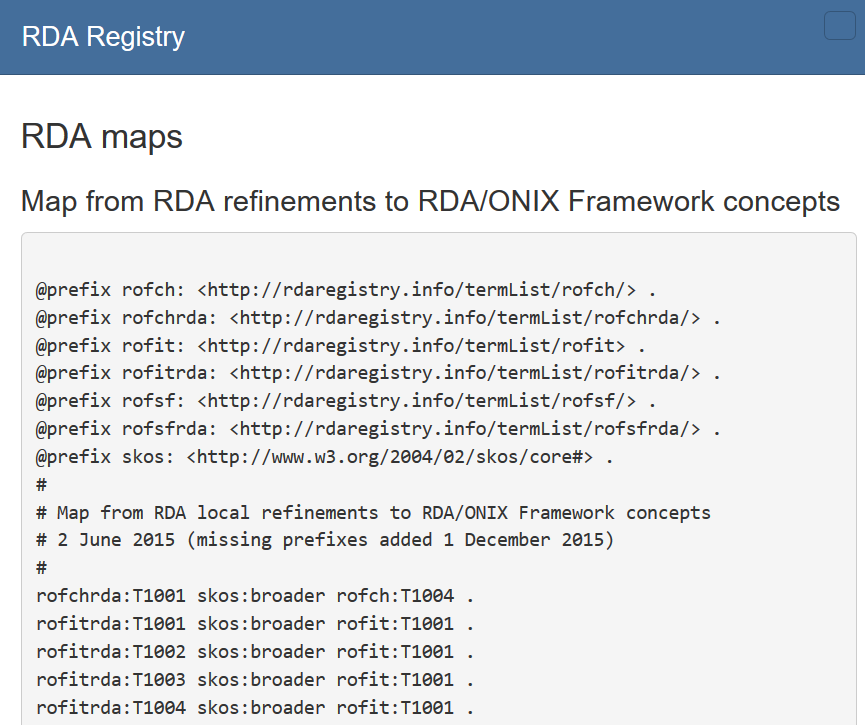 RDA Registry
RDA maps
Map from RDA refinements to RDA/ONIX Framework concepts
@prefix rofch: <http://rdaregistry.info/termList/rofch/> .
@prefix rofchrda: <http://rdaregistry.info/termList/rofchrda/> .
@prefix rofit: <http://rdaregistry.info/termList/rofit> .
@prefix rofitrda: <http://rdaregistry.info/termList/rofitrda/> .
@prefix rofsf: <http://rdaregistry.info/termList/rofsf/> .
@prefix rofsfrda: <http://rdaregistry.info/termList/rofsfrda/> .
@prefix skos: <http://www.w3.org/2004/02/skos/core#> .
#
# Map from RDA local refinements to RDA/ONIX Framework concepts
# 2 June 2015 (missing prefixes added 1 December 2015)
#
rofchrda:T1001 skos:broader rofch:T1004 .
rofitrda:T1001 skos:broader rofit:T1001 .
rofitrda:T1002 skos:broader rofit:T1001 .
rofitrda:T1003 skos:broader rofit:T1001 .
rofitrda:T1004 skos:broader rofit:T1001 .